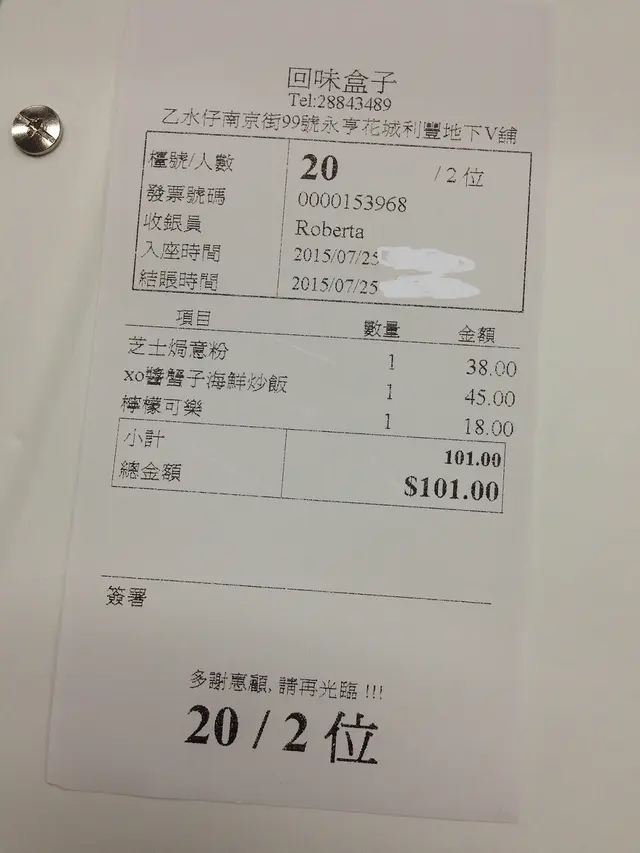 回味盒子
Tel:28843489
乙水仔南京街99號永亨花城利豐地下V舖
檯號/人數 20 / 2 位
發票號碼 0000153968
收銀員 Roberta
入座時間 2015/07/25
結賬時間 2015/07/25
項目 數量 金額
芝士焗意粉 1 38.00
xo醬蟹子海鮮炒飯 1 45.00
檸檬可樂 1 18.00
小計 101.00
總金額 $101.00
簽署
多謝惠顧, 請再光臨 !!!
20 / 2 位